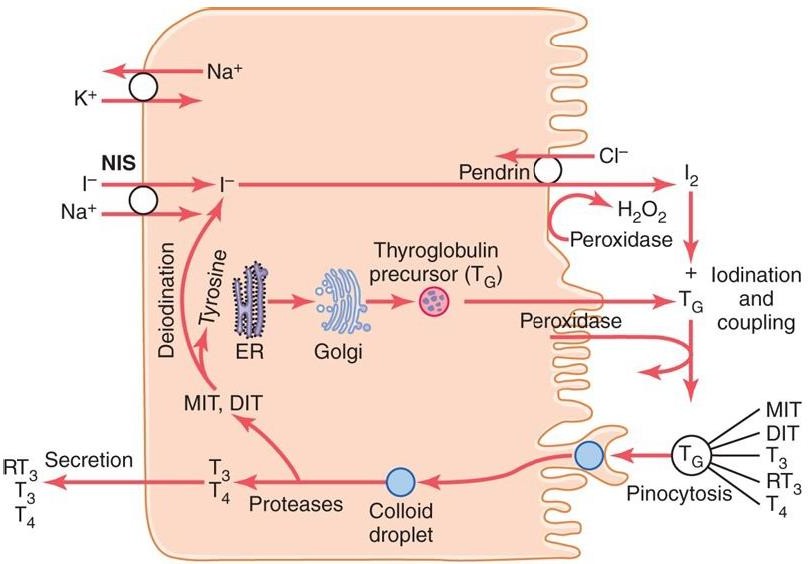 Na+
K+
NIS
I–
I–
Na+
Pendrin
Cl–
I2
H2O2
Peroxidase
Deiodination
Tyrosine
ER
Golgi
Thyroglobulin
precursor (TG)
+
TG
Iodination
and
coupling
Peroxidase
MIT, DIT
RT3
T3
T4
Secretion
T3
T4
Proteases
Colloid
droplet
TG
Pinocytosis
MIT
DIT
T3
RT3
T4